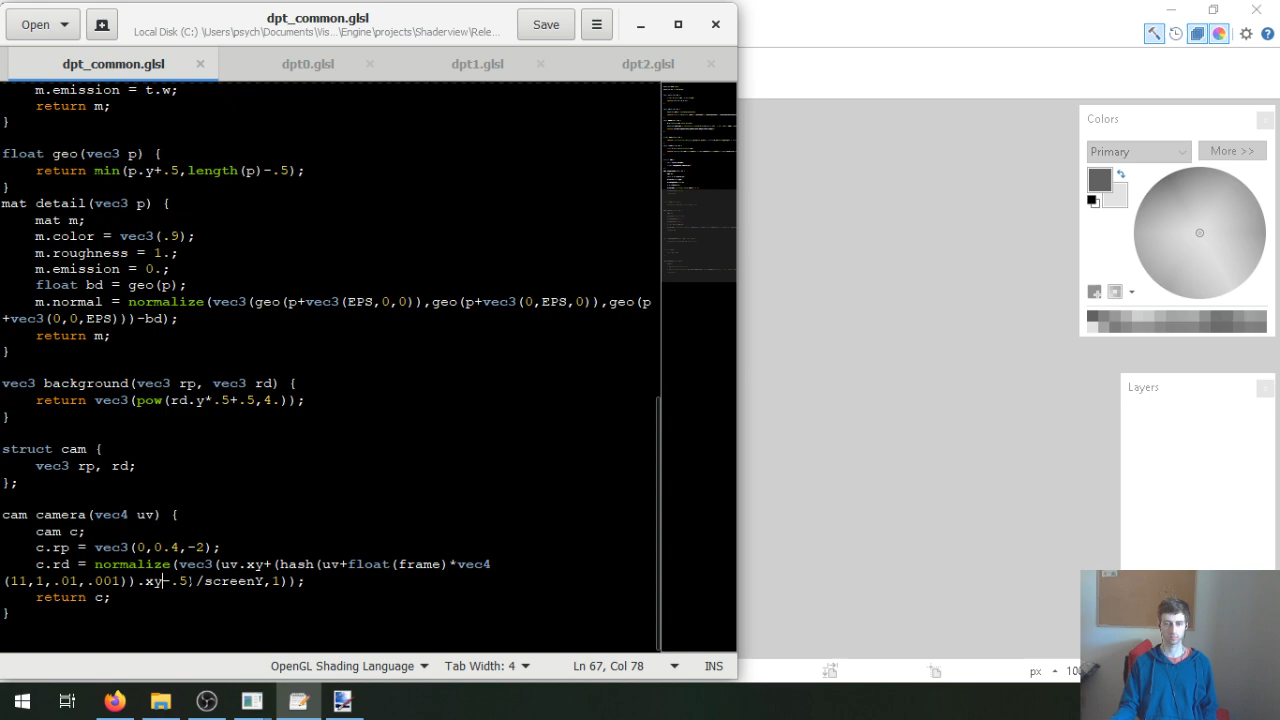 Open
dpt_common.glsl
Local Disk (C:) \Users\psych\Documents\Vis...Engine\projects\Shaderview\Rele...
Save
dpt_common.glsl
dpt0.glsl
dpt1.glsl
dpt2.glsl
m.emission = t.w;
return m;
}
float geo(vec3 p) {
return min(p.y+.5,length(p)-.5);
}
mat detail(vec3 p) {
mat m;
m.color = vec3(.9);
m.roughness = 1.;
m.emission = 0.;
float bd = geo(p);
m.normal = normalize(vec3(geo(p+vec3(EPS,0,0)),geo(p+vec3(0,EPS,0)),geo(p
+vec3(0,0,EPS)))-bd);
return m;
}
vec3 background(vec3 rp, vec3 rd) {
return vec3(pow(rd.y*.5+.5,4.));
}
struct cam {
vec3 rp, rd;
};
cam camera(vec4 uv) {
cam c;
c.rp = vec3(0,0.4,-2);
c.rd = normalize(vec3(uv.xy+(hash(uv+float(frame)*vec4
(11,1,.01,.001)).xy-.5)/screenY,1));
return c;
}
OpenGL Shading Language
Tab Width: 4
Ln 67, Col 78
INS
Colors
Primary
More >>
Layers
px